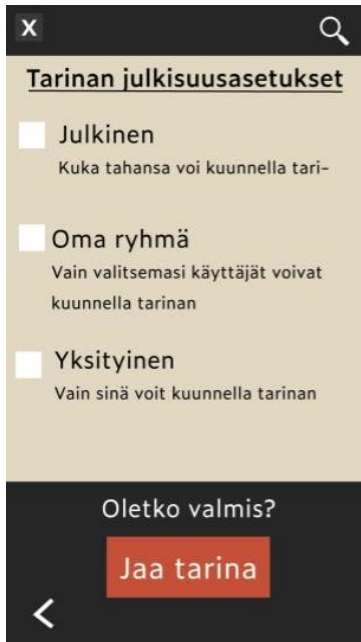 X
Tarinan julkisuusasetukset
Julkinen
Kuka tahansa voi kuunnella tari-
Oma ryhmä
Vain valitsemasi käyttäjät voivat
kuunnella tarinan
Yksityinen
Vain sinä voit kuunnella tarinan
Oletko valmis?
Jaa tarina